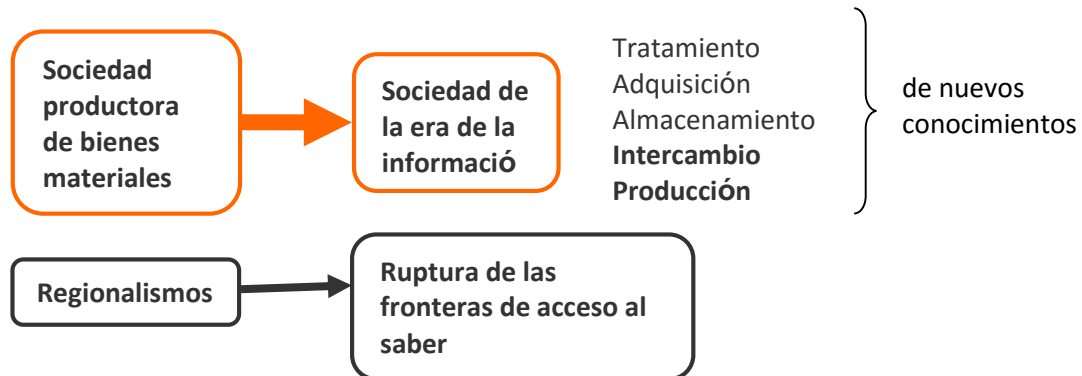 Sociedad
productora
de bienes
materiales
Sociedad de
la era de la
informació
Tratamiento
Adquisición
Almacenamiento
Intercambio
Producción
de nuevos
conocimientos
Regionalismos
Ruptura de las
fronteras de acceso al
saber